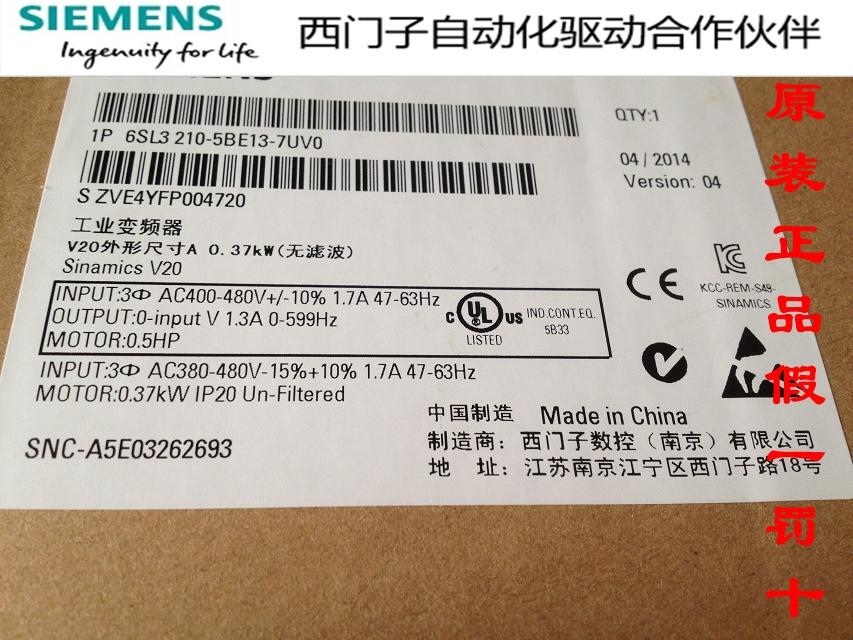 SIEMENS
Ingenuity for Life
西门子自动化驱动合作伙伴
1P 6SL3 210-5BE13-7UV0
QTY:1
S ZVE4YFP004720
04 / 2014
Version: 04
工业变频器
V20外形尺寸A 0.37kW(无滤波)
Sinamics V20
INPUT:3Φ AC400-480V+/-10% 1.7A 47-63Hz
OUTPUT:0-input V 1.3A 0-599Hz
MOTOR:0.5HP
C UL US
LISTED
IND.CONT.EQ.
5B33
CE
KCC-REM-S49-
SINAMICS
INPUT:3Φ AC380-480V-15%+10% 1.7A 47-63Hz
MOTOR:0.37kW IP20 Un-Filtered
SNC-A5E03262693
中国制造 Made in China
制造商: 西门子数控（南京）有限公司
地 址: 江苏南京江宁区西门子路18号
原装正品假一罚十